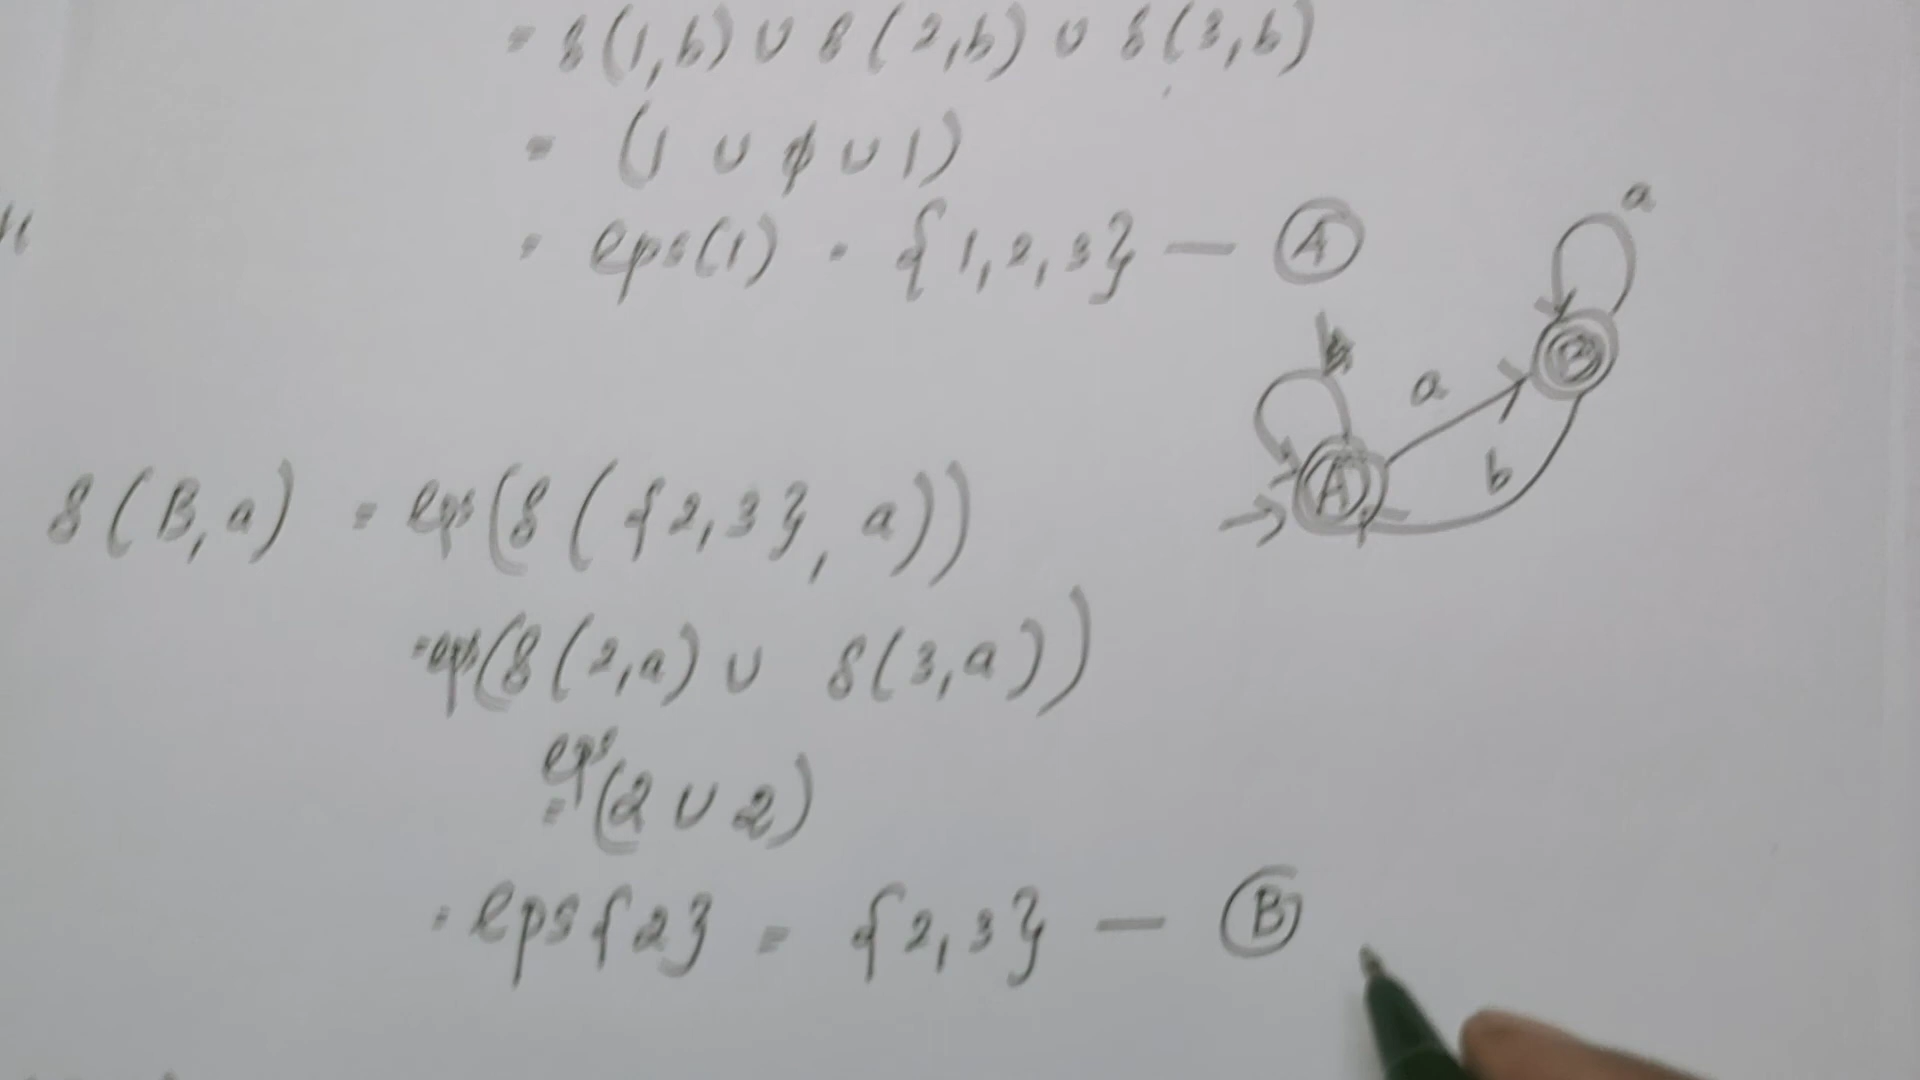 = δ(1,b) ∪ δ(2,b) ∪ δ(3,b)
= (1 ∪ ϕ ∪ 1)
= eps(1) = {1,2,3} — A
a
b
B
a
A
b
δ(B,a) = eps(δ({2,3}, a))
=eps(δ(2,a) ∪ δ(3,a))
eps
= (2 ∪ 2)
= eps{2} = {2,3} — B